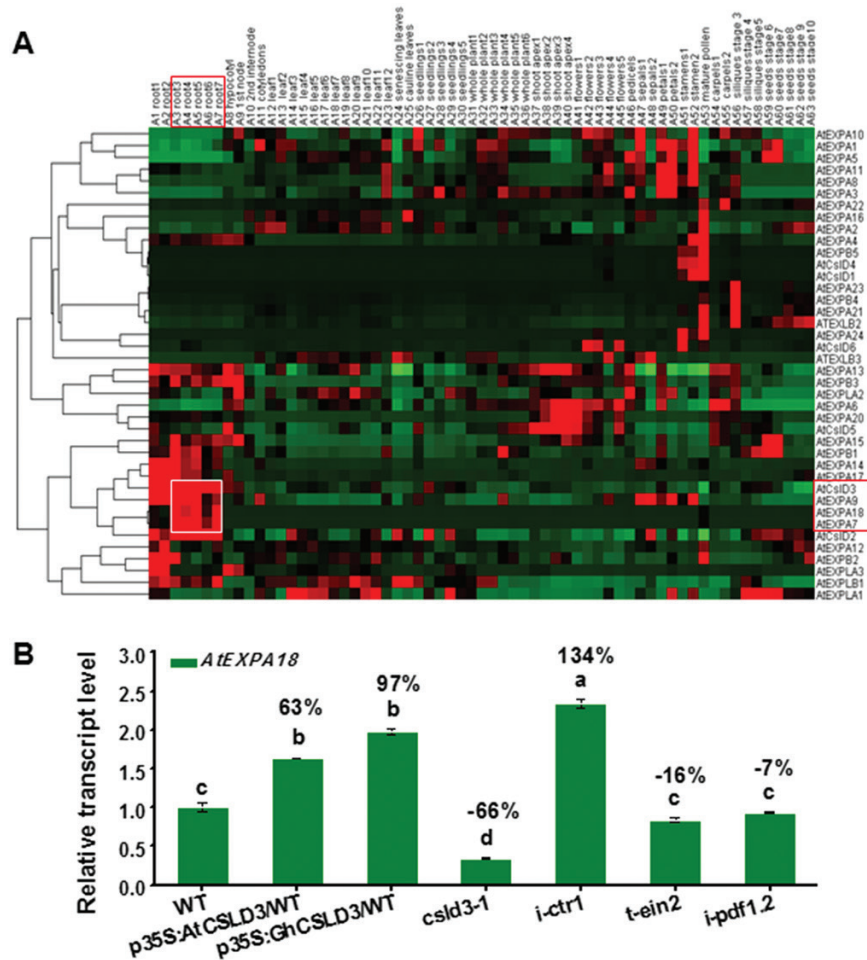 A
A1 root1
A2 root2
A3 root3
A4 root4
A5 root5
A6 root6
A7 root7
A8 hypocotyl
A9 1st node
A10 2nd internode
A11 cotyledons
A12 leaf1
A13 leaf2
A14 leaf3
A15 leaf4
A16 leaf5
A17 leaf6
A18 leaf7
A19 leaf8
A20 leaf9
A21 leaf10
A22 leaf11
A23 leaf12
A24 senescing leaves
A25 cauline leaves
A26 seedlings1
A27 seedlings2
A28 seedlings3
A29 seedlings4
A30 seedlings5
A31 whole plant1
A32 whole plant2
A33 whole plant3
A34 whole plant4
A35 whole plant5
A36 whole plant6
A37 shoot apex1
A38 shoot apex2
A39 shoot apex3
A40 shoot apex4
A41 flowers1
A42 flowers2
A43 flowers3
A44 flowers4
A45 flowers5
A46 pedicels
A47 sepals1
A48 sepals2
A49 petals1
A50 petals2
A51 stamens1
A52 stamen2
A53 mature pollen
A54 carpels1
A55 carpels2
A56 siliques stage 3
A57 siliquesstage 4
A58 siliques stage5
A59 seeds stage 6
A60 seeds stage7
A61 seeds stage8
A62 seeds stage 9
A63 seeds stage10
AtEXPA10
AtEXPA1
AtEXPA5
AtEXPA11
AtEXPA8
AtEXPA3
AtEXPA22
AtEXPA16
AtEXPA2
AtEXPA4
AtEXPB5
AtCslD4
AtCslD1
AtEXPA23
AtEXPB4
AtEXPA21
ATEXLB2
AtEXPA24
AtCslD6
ATEXLB3
AtEXPA13
AtEXPB3
AtEXPLA2
AtEXPA6
AtEXPA20
AtCslD5
AtEXPA15
AtEXPB1
AtEXPA14
AtEXPA17
AtCslD3
AtEXPA9
AtEXPA18
AtEXPA7
AtCslD2
AtEXPA12
AtEXPB2
AtEXPLA3
AtEXPLB1
AtEXPLA1
B
Relative transcript level
3.0
2.5
2.0
1.5
1.0
0.5
0.0
AtEXPA18
c
63%
b
97%
b
-66%
d
134%
a
-16%
c
-7%
c
WT
p35S:AtCSLD3/WT
p35S:GhCSLD3/WT
csld3-1
i-ctr1
t-ein2
i-pdf1.2